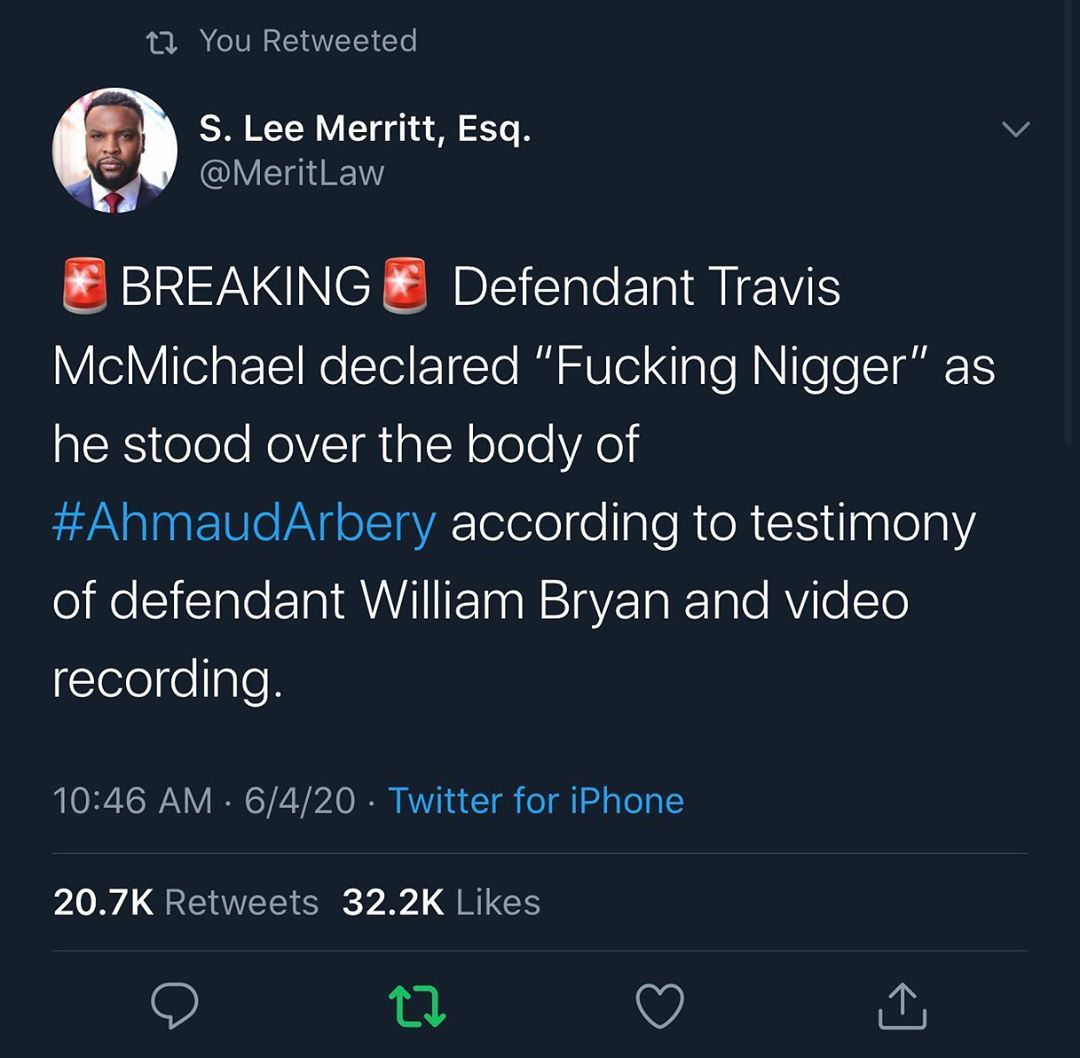 You Retweeted
S. Lee Merritt, Esq.
@MeritLaw
🚨BREAKING🚨 Defendant Travis
McMichael declared “Fucking Nigger” as
he stood over the body of
#AhmaudArbery according to testimony
of defendant William Bryan and video
recording.
10:46 AM · 6/4/20 · Twitter for iPhone
20.7K Retweets 32.2K Likes